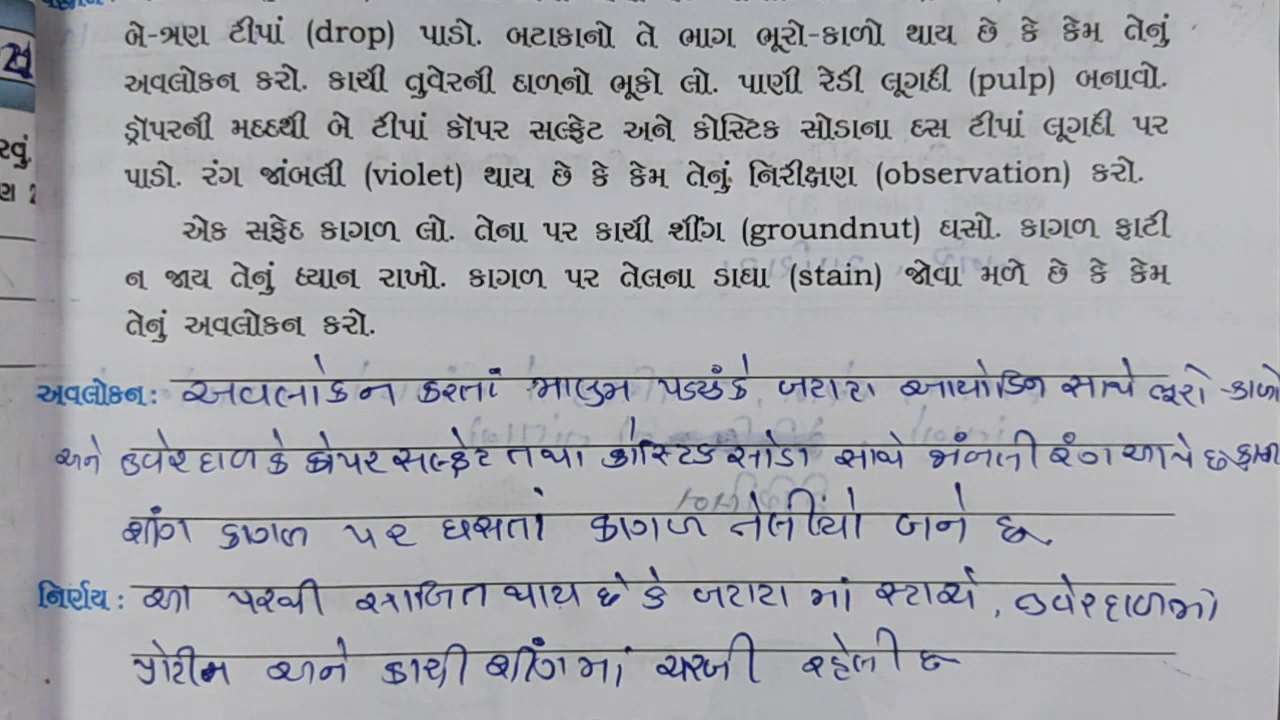 બે-ત્રણ ટીપાં (drop) પાડો. બટાકાનો તે ભાગ ભૂરો-કાળો થાય છે કે કેમ તેનું
અવલોકન કરો. કાચી તુવેરની દાળનો ભૂકો લો. પાણી રેડી લૂગદી (pulp) બનાવો.
ડ્રૉપરની મદદથી બે ટીપાં કૉપર સલ્ફેટ અને કોસ્ટિક સોડાના દસ ટીપાં લૂગદી પર
પાડો. રંગ જાંબલી (violet) થાય છે કે કેમ તેનું નિરીક્ષણ (observation) કરો.
એક સફેદ કાગળ લો. તેના પર કાચી શીંગ (groundnut) ઘસો. કાગળ ફાટી
ન જાય તેનું ધ્યાન રાખો. કાગળ પર તેલના ડાઘા (stain) જોવા મળે છે કે કેમ
તેનું અવલોકન કરો.
અવલોકન : અવલોકન કરતાં માલુમ પડ્યું કે બટાટા આયોડિન સાથે ભૂરો-કાળો
અને તુવેરદાળ કે કોપર સલ્ફેટ તથા કોસ્ટિક સોડા સાથે જાંબલી રંગ આપે છે કાચી
શીંગ કાગળ પર ઘસતાં કાગળ તેલીયો બને છે
નિર્ણય : આ પરથી સાબિત થાય છે કે બટાટામાં સ્ટાર્ચ, તુવેરદાળમાં
પ્રોટીન અને કાચી શીંગમાં ચરબી રહેલી છે